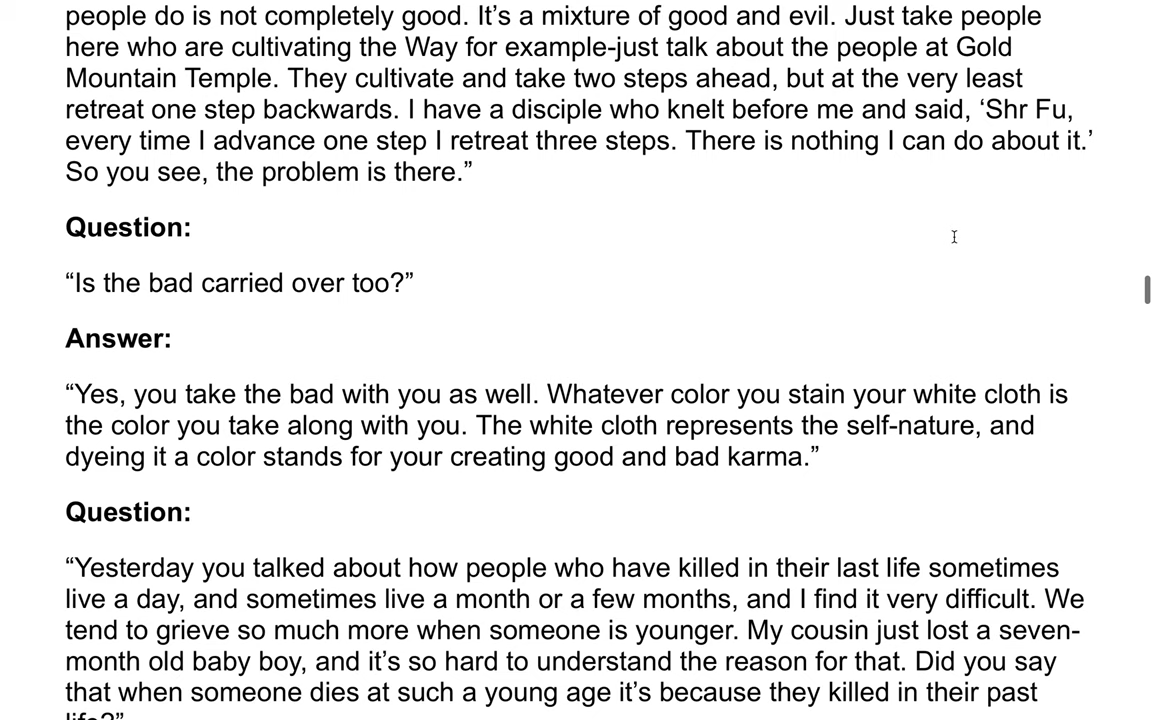 people do is not completely good. It’s a mixture of good and evil. Just take people
here who are cultivating the Way for example-just talk about the people at Gold
Mountain Temple. They cultivate and take two steps ahead, but at the very least
retreat one step backwards. I have a disciple who knelt before me and said, ‘Shr Fu,
every time I advance one step I retreat three steps. There is nothing I can do about it.’
So you see, the problem is there.”
Question:
“Is the bad carried over too?”
Answer:
“Yes, you take the bad with you as well. Whatever color you stain your white cloth is
the color you take along with you. The white cloth represents the self-nature, and
dyeing it a color stands for your creating good and bad karma.”
Question:
“Yesterday you talked about how people who have killed in their last life sometimes
live a day, and sometimes live a month or a few months, and I find it very difficult. We
tend to grieve so much more when someone is younger. My cousin just lost a seven-
month old baby boy, and it’s so hard to understand the reason for that. Did you say
that when someone dies at such a young age it’s because they killed in their past
life?”